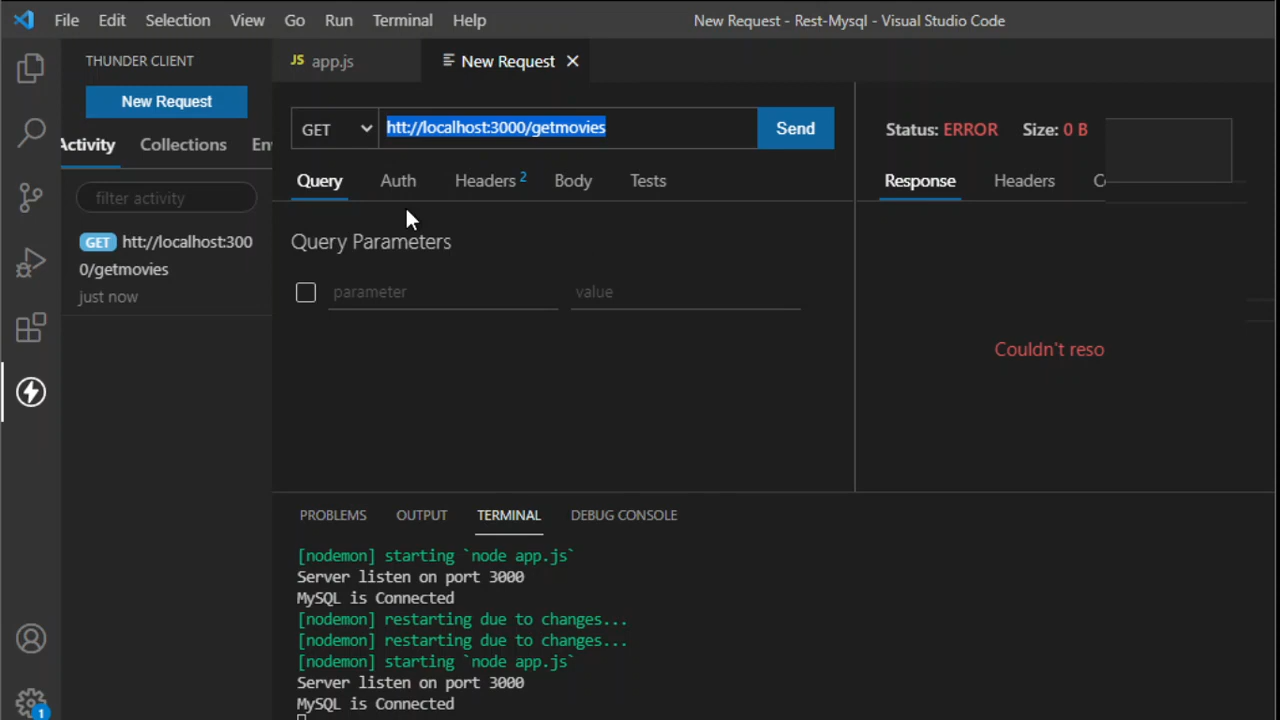 File Edit Selection View Go Run Terminal Help New Request - Rest-Mysql - Visual Studio Code
THUNDER CLIENT
New Request
Activity Collections En
filter activity
GET htt://localhost:300
0/getmovies
just now
JS app.js New Request
GET htt://localhost:3000/getmovies Send
Query Auth Headers 2 Body Tests
Query Parameters
parameter value
Status: ERROR Size: 0 B
Response Headers C
Couldn't reso
PROBLEMS OUTPUT TERMINAL DEBUG CONSOLE
[nodemon] starting `node app.js`
Server listen on port 3000
MySQL is Connected
[nodemon] restarting due to changes...
[nodemon] restarting due to changes...
[nodemon] starting `node app.js`
Server listen on port 3000
MySQL is Connected
1